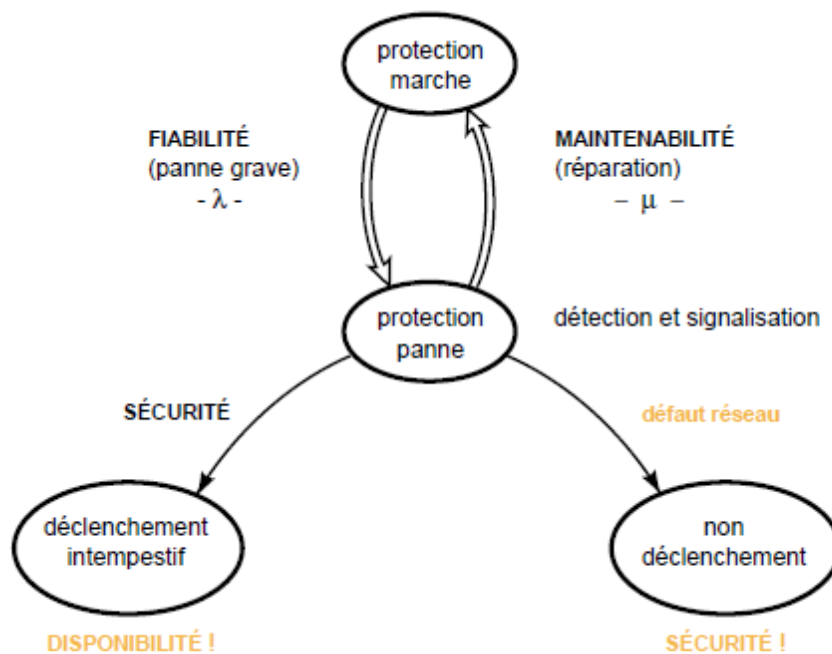 protection
marche
FIABILITÉ
(panne grave)
- λ -
MAINTENABILITÉ
(réparation)
– μ –
protection
panne
détection et signalisation
SÉCURITÉ
défaut réseau
déclenchement
intempestif
non
déclenchement
DISPONIBILITÉ !
SÉCURITÉ !